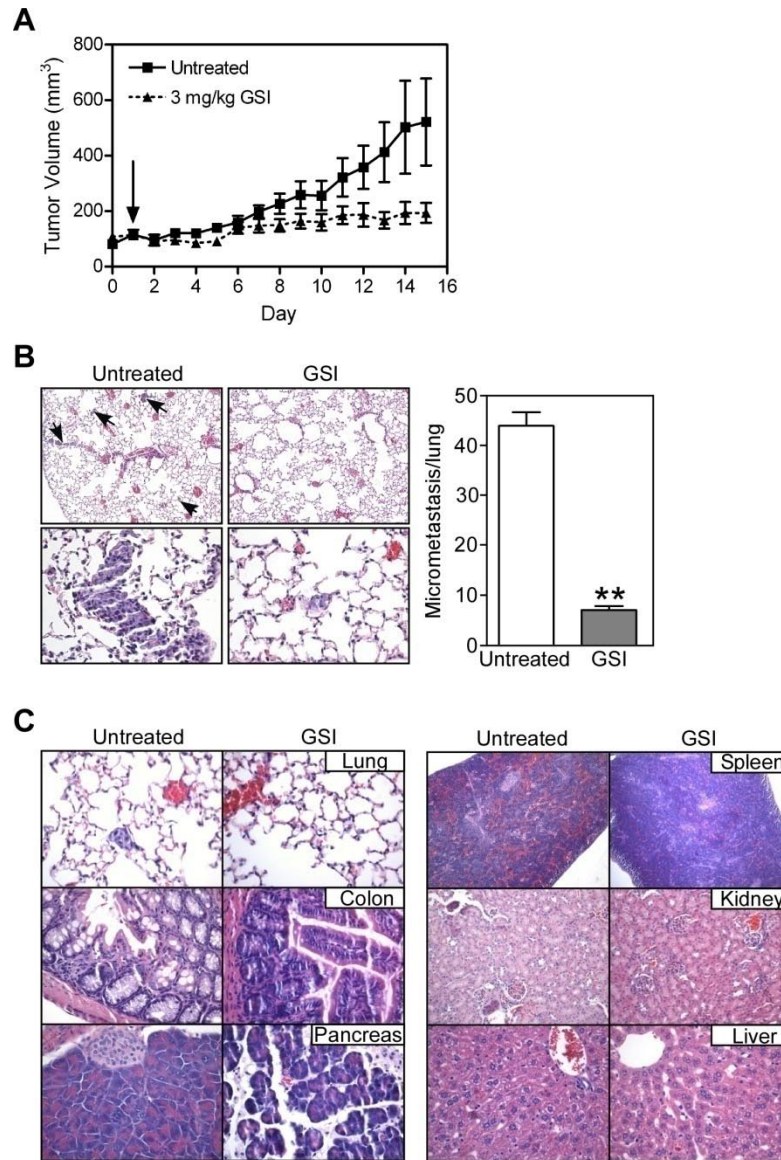 A
800
600
400
200
0
Tumor Volume (mm³)
Untreated
3 mg/kg GSI
0 2 4 6 8 10 12 14 16
Day
B
Untreated GSI
50
40
30
20
10
0
Micrometastasis/lung
**
Untreated GSI
C
Untreated GSI
Lung
Colon
Pancreas
Untreated GSI
Spleen
Kidney
Liver